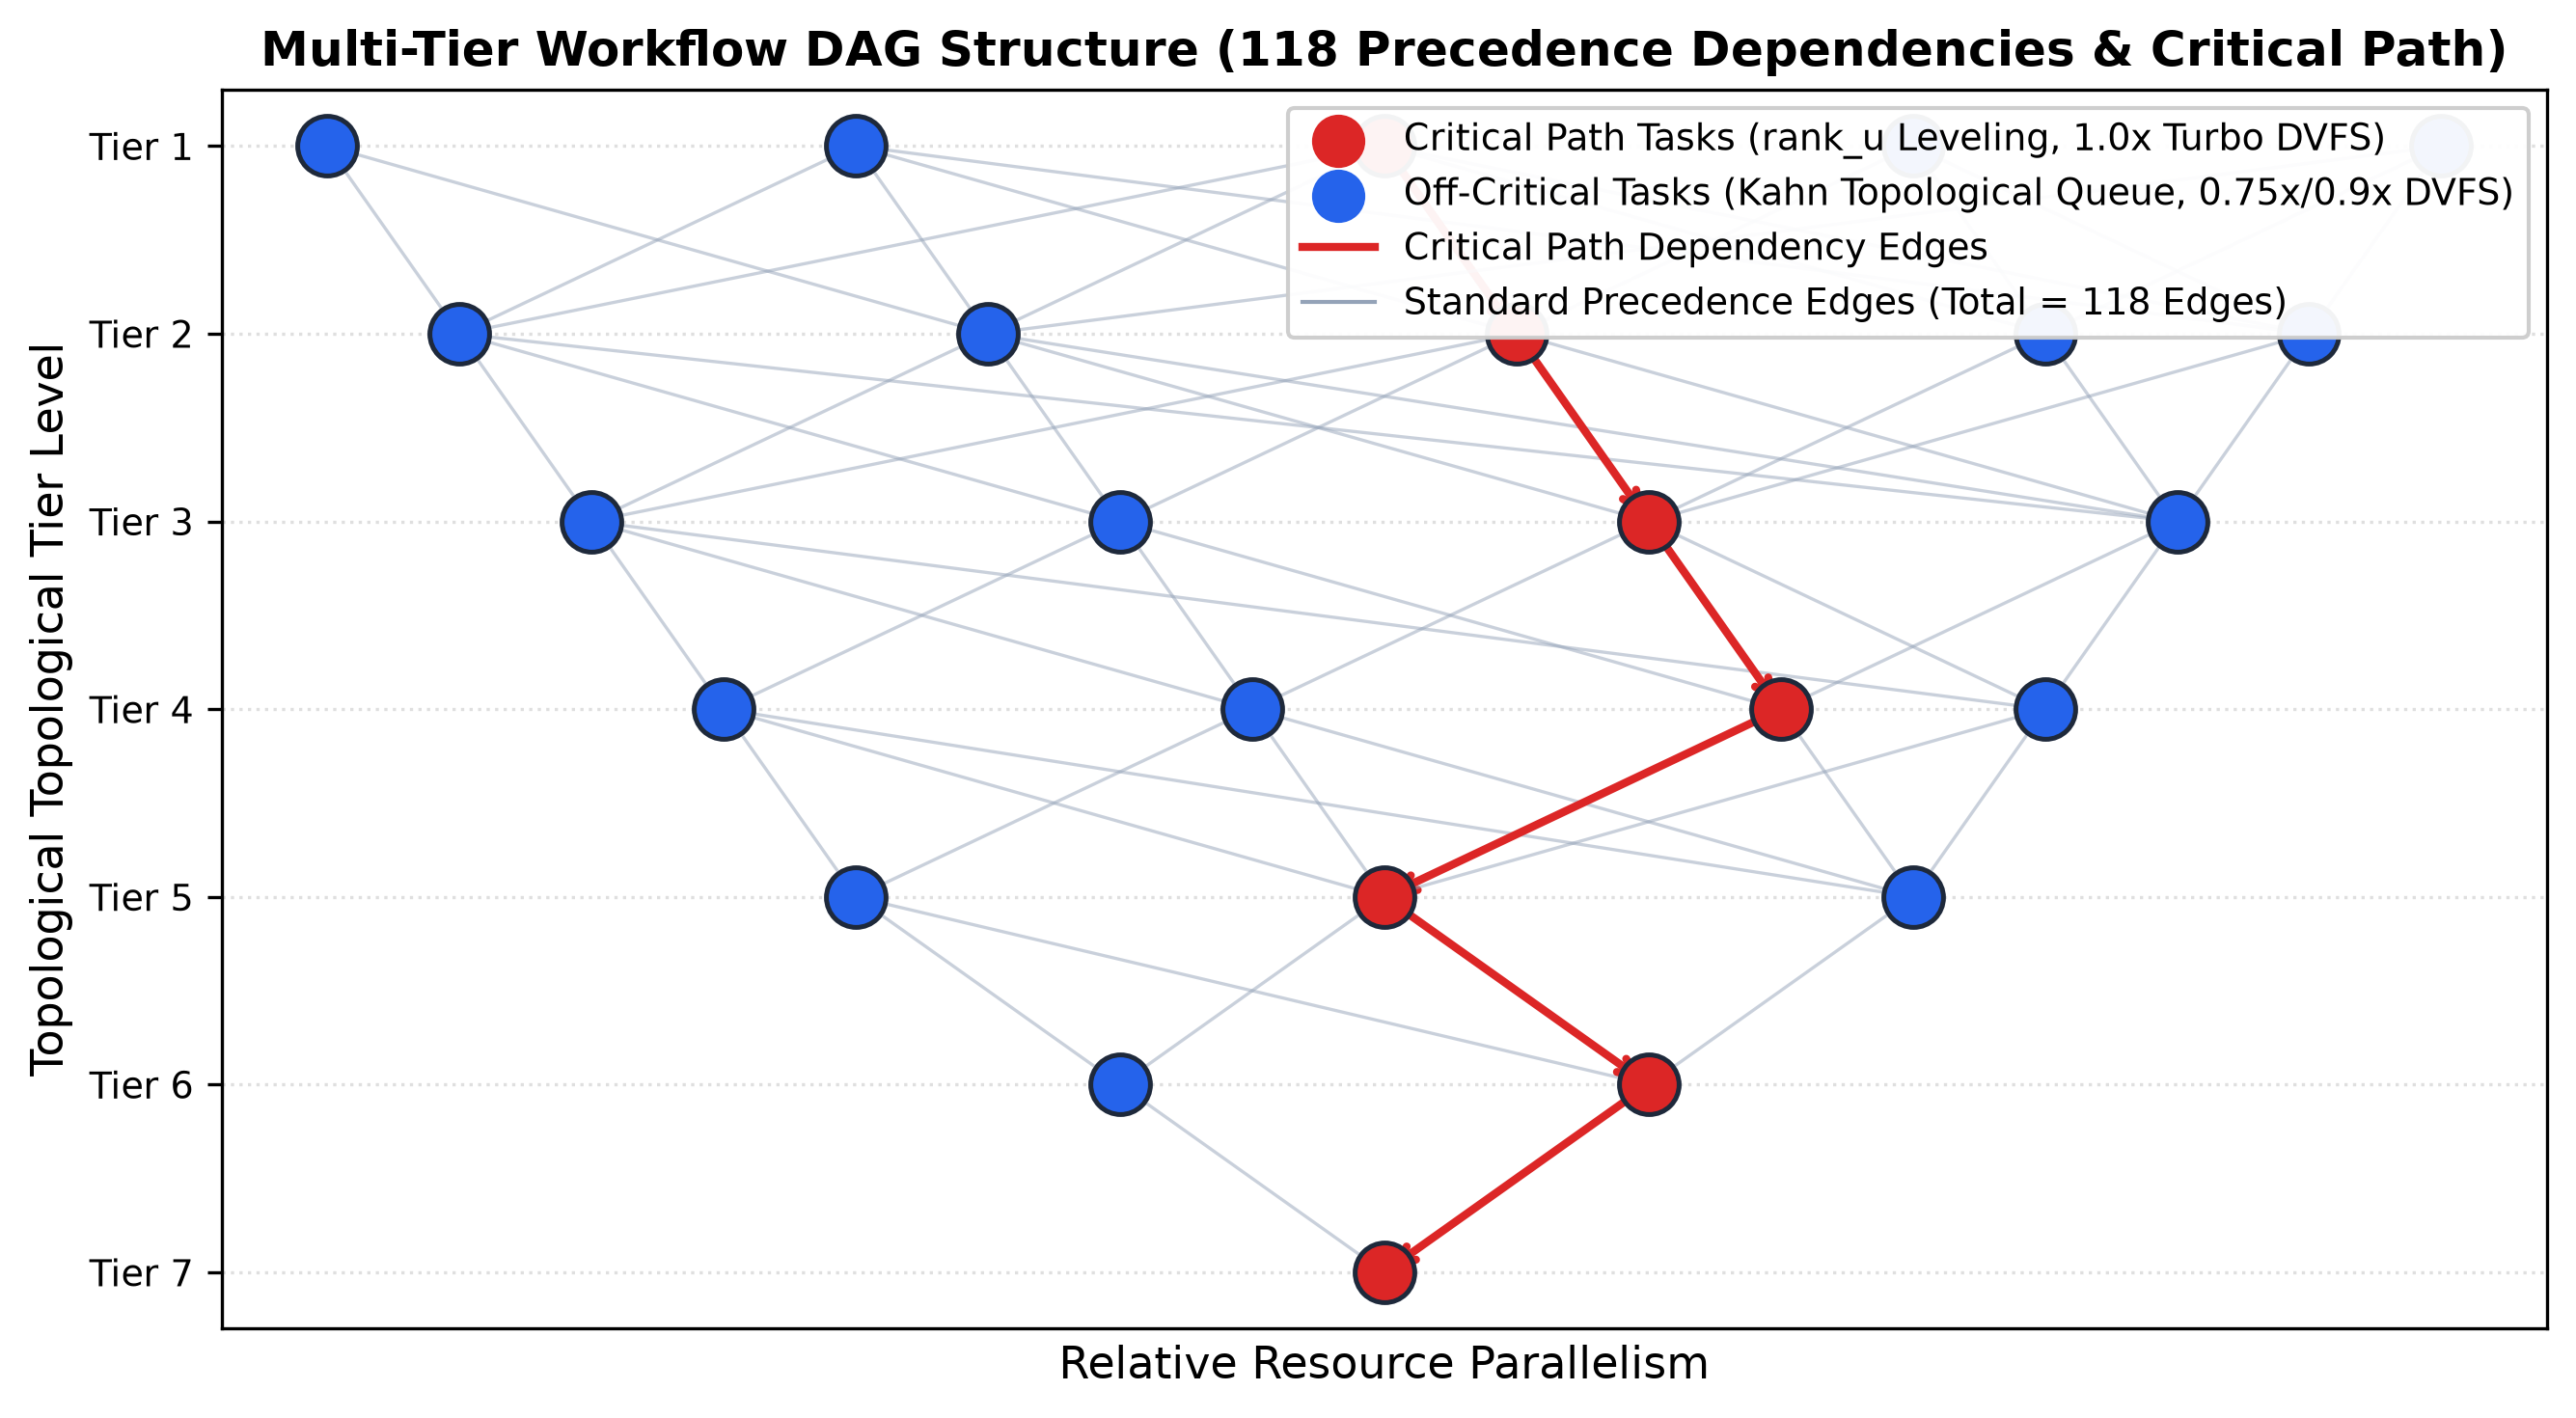 Multi-Tier Workflow DAG Structure (118 Precedence Dependencies & Critical Path)
Critical Path Tasks (rank_u Leveling, 1.0x Turbo DVFS)
Off-Critical Tasks (Kahn Topological Queue, 0.75x/0.9x DVFS)
Critical Path Dependency Edges
Standard Precedence Edges (Total = 118 Edges)
Topological Topological Tier Level
Tier 1
Tier 2
Tier 3
Tier 4
Tier 5
Tier 6
Tier 7
Relative Resource Parallelism